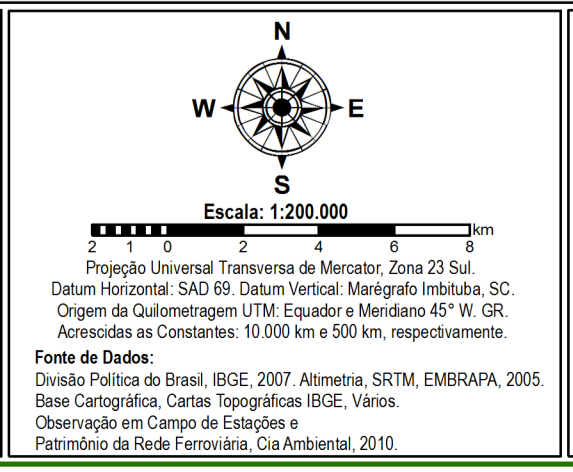 N
W E
S
Escala: 1:200.000
km
2 1 0 2 4 6 8
Projeção Universal Transversa de Mercator, Zona 23 Sul.
Datum Horizontal: SAD 69. Datum Vertical: Marégrafo Imbituba, SC.
Origem da Quilometragem UTM: Equador e Meridiano 45° W. GR.
Acrescidas as Constantes: 10.000 km e 500 km, respectivamente.
Fonte de Dados:
Divisão Política do Brasil, IBGE, 2007. Altimetria, SRTM, EMBRAPA, 2005.
Base Cartográfica, Cartas Topográficas IBGE, Vários.
Observação em Campo de Estações e
Patrimônio da Rede Ferroviária, Cia Ambiental, 2010.